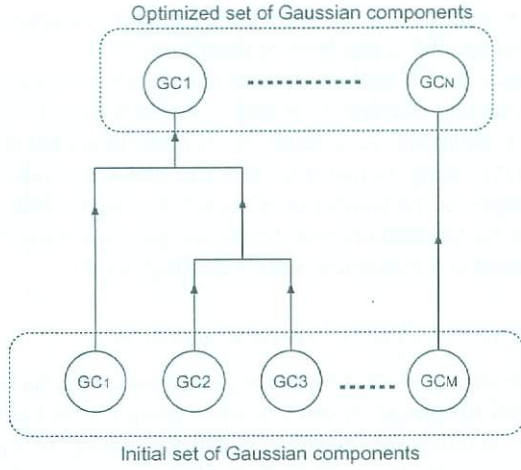 Optimized set of Gaussian components
GC1 GCN
GC1 GC2 GC3 GCM
Initial set of Gaussian components